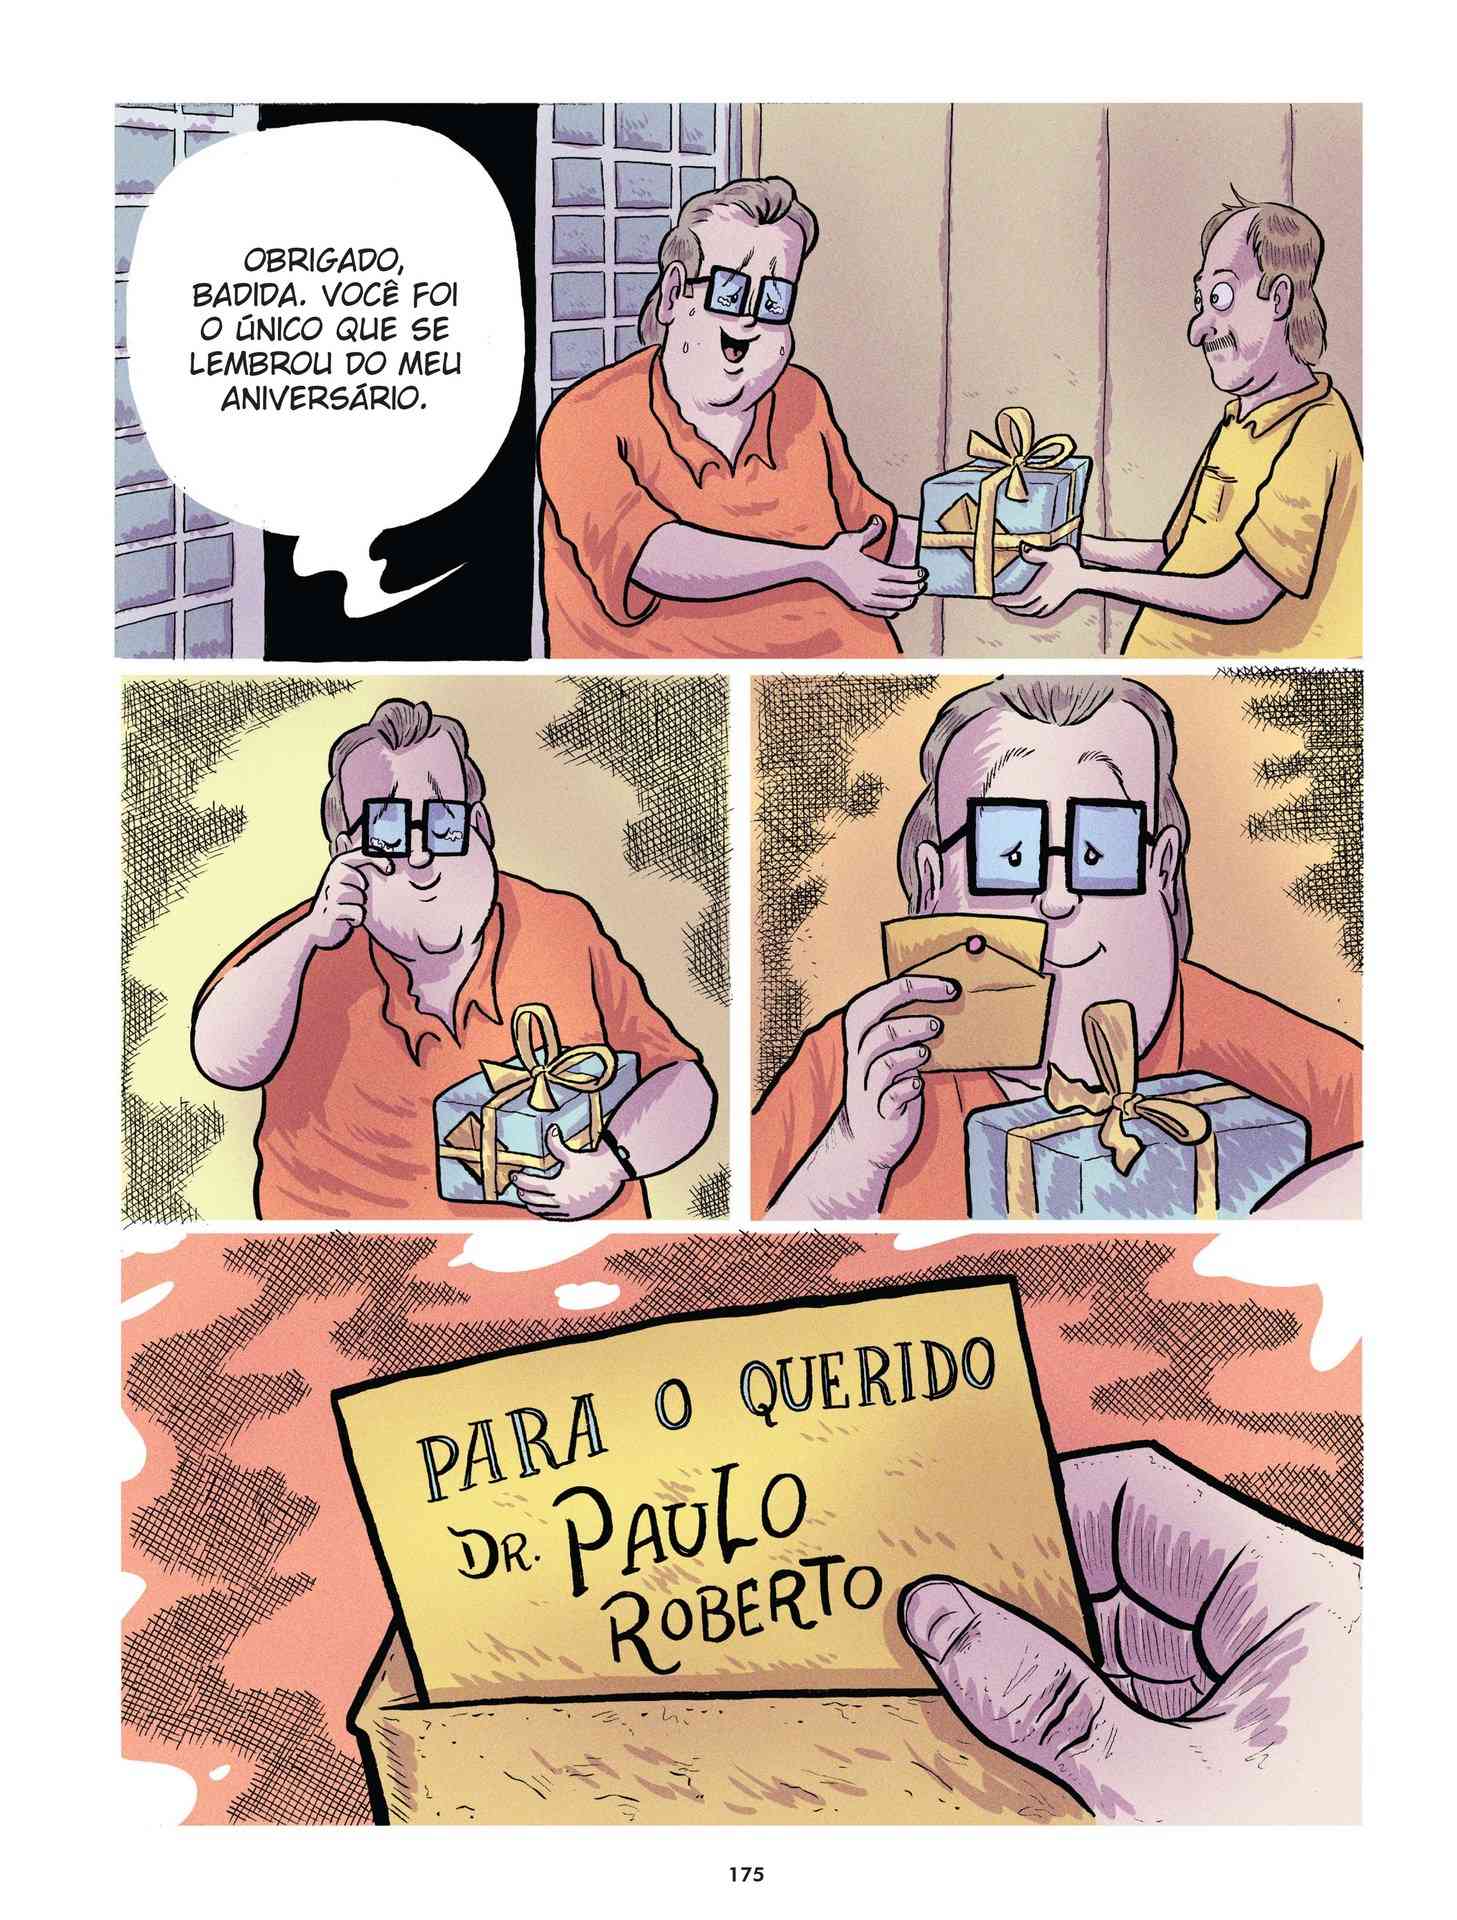 OBRIGADO,
BADIDA. VOCÊ FOI
O ÚNICO QUE SE
LEMBROU DO MEU
ANIVERSÁRIO.
PARA O QUERIDO
DR. PAULO
ROBERTO
175